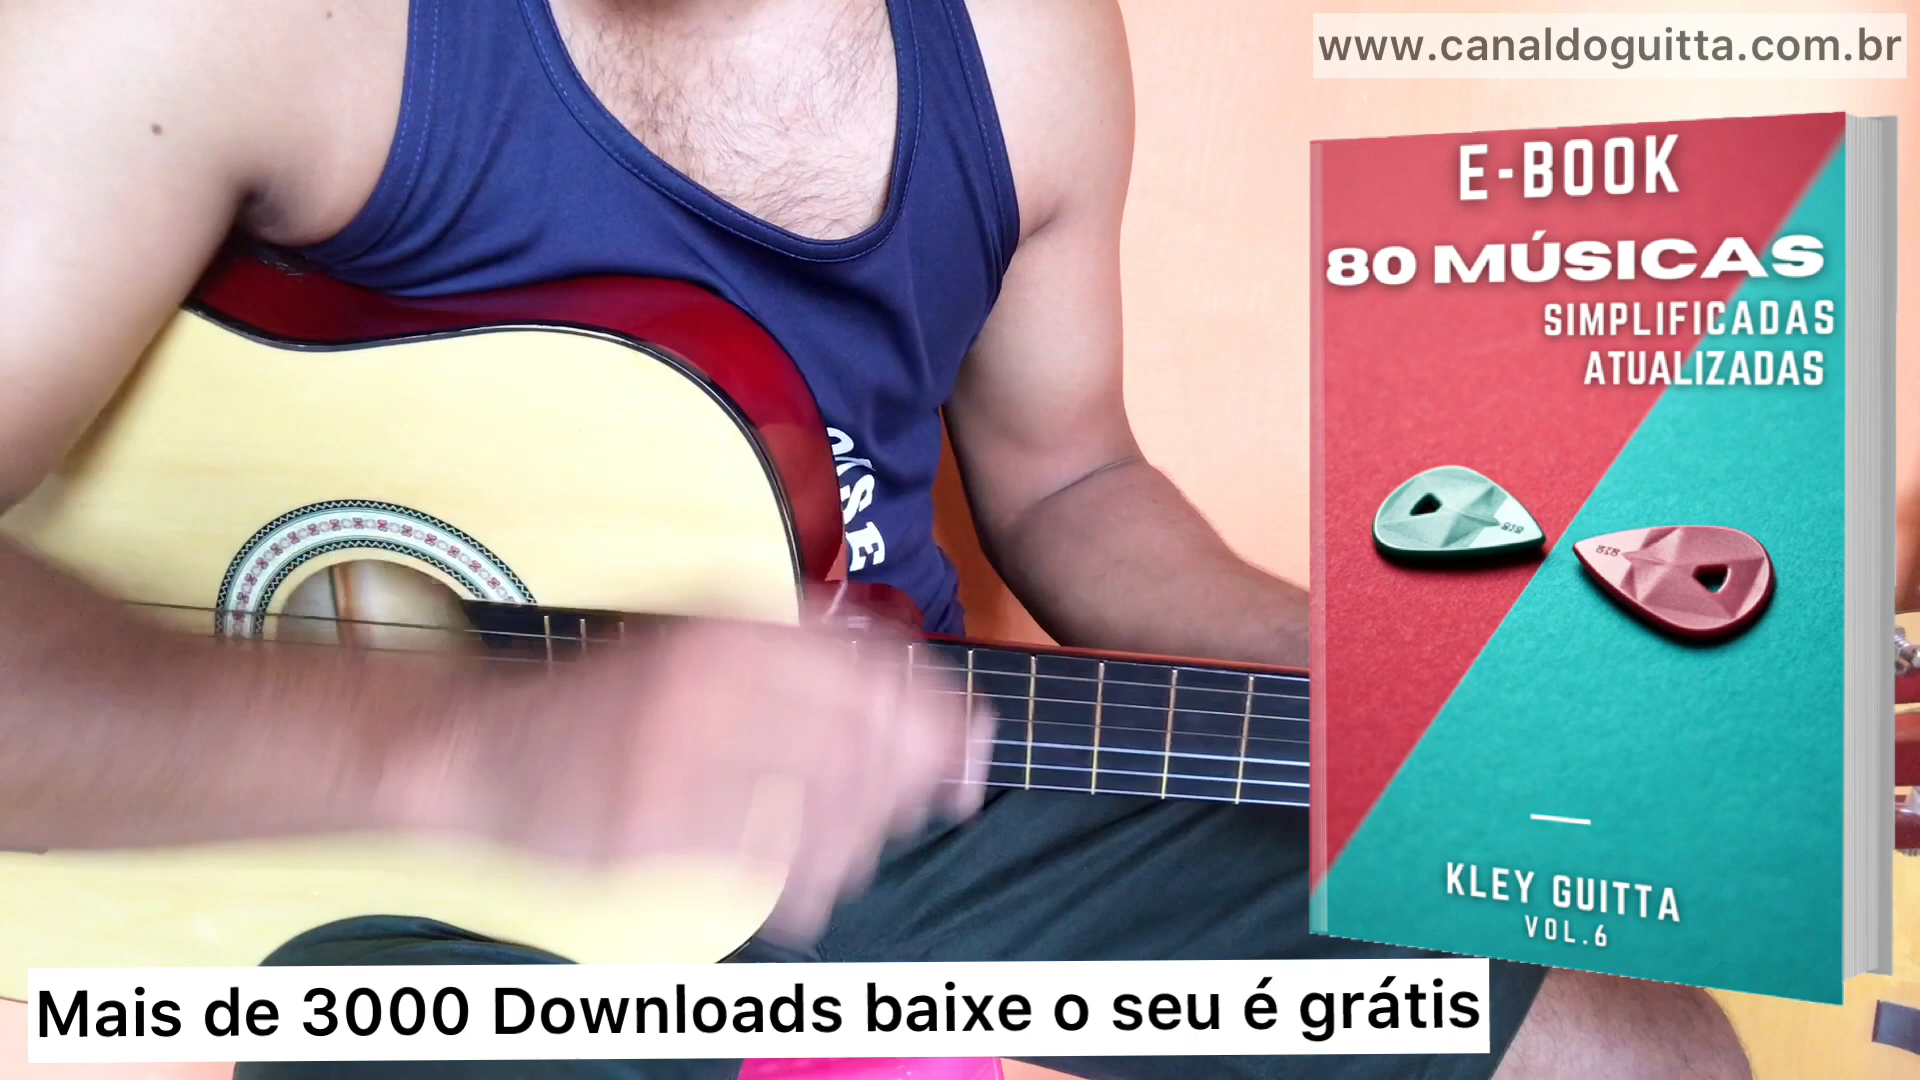 www.canaldoguitta.com.br
E-BOOK
80 MÚSICAS
SIMPLIFICADAS
ATUALIZADAS
KLEY GUITTA
VOL.6
Mais de 3000 Downloads baixe o seu é grátis